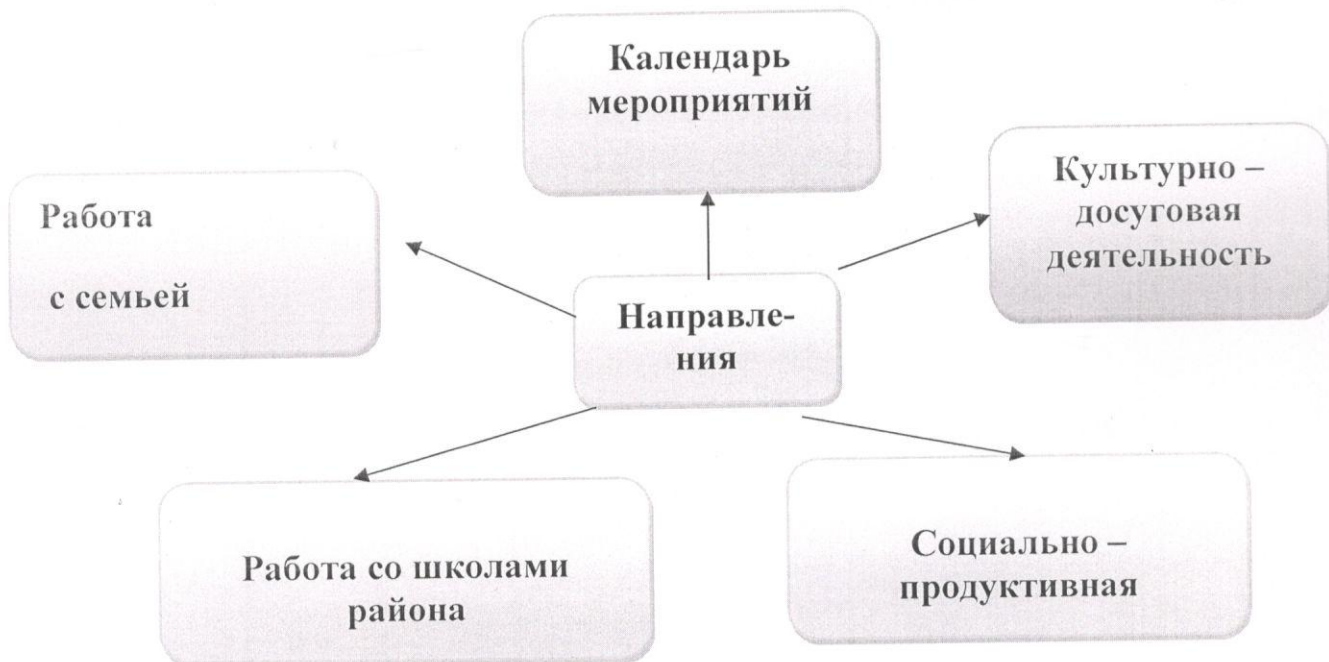 Календарь
мероприятий
Культурно –
досуговая
деятельность
Работа
с семьей
Направле-
ния
Работа со школами
района
Социально –
продуктивная